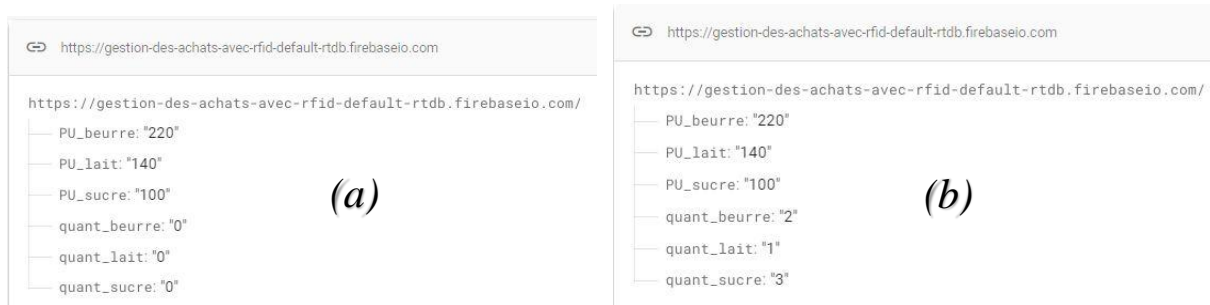 https://gestion-des-achats-avec-rfid-default-rtdb.firebaseio.com
https://gestion-des-achats-avec-rfid-default-rtdb.firebaseio.com/
PU_beurre: "220"
PU_lait: "140"
PU_sucre: "100"
quant_beurre: "0"
quant_lait: "0"
quant_sucre: "0"
(a)
https://gestion-des-achats-avec-rfid-default-rtdb.firebaseio.com
https://gestion-des-achats-avec-rfid-default-rtdb.firebaseio.com/
PU_beurre: "220"
PU_lait: "140"
PU_sucre: "100"
quant_beurre: "2"
quant_lait: "1"
quant_sucre: "3"
(b)